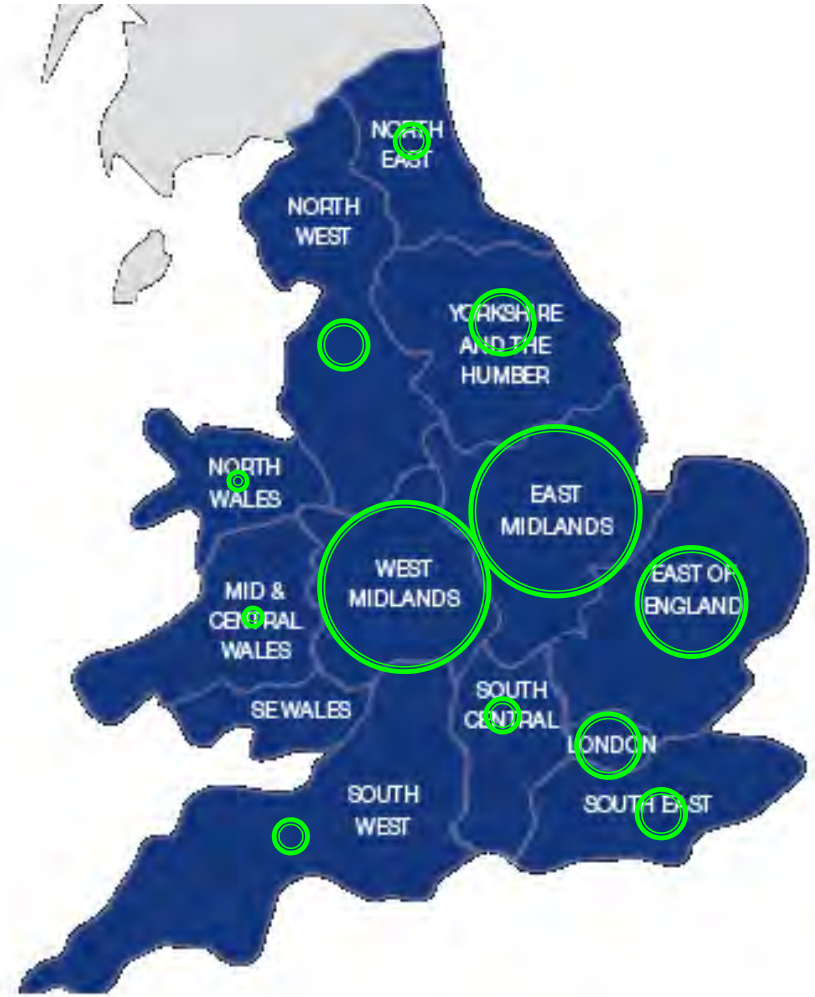 NORTH
EAST
NORTH
WEST
YORKSHIRE
AND THE
HUMBER
NORTH
WALES
EAST
MIDLANDS
WEST
MIDLANDS
EAST OF
ENGLAND
MID &
CENTRAL
WALES
SE WALES
SOUTH
CENTRAL
LONDON
SOUTH
WEST
SOUTH EAST